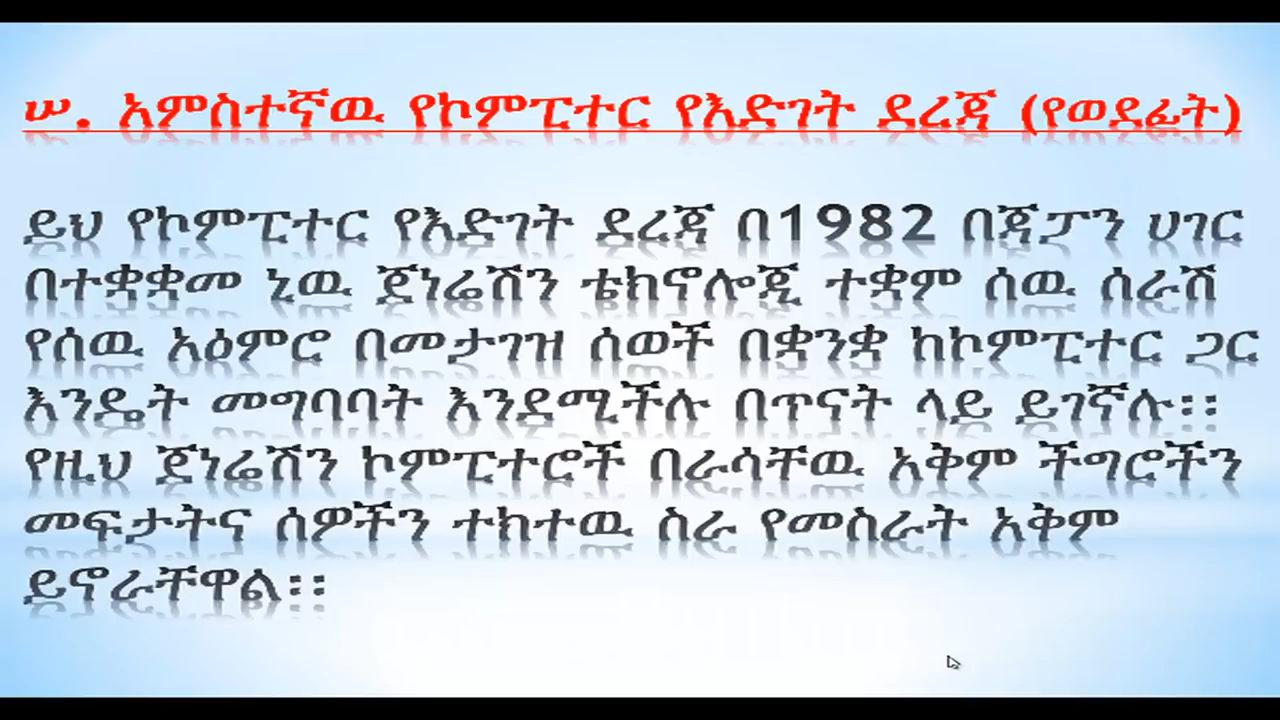 ሠ. አምስተኛዉ የኮምፒተር የእድገት ደረጃ (የወደፊት)
ይህ የኮምፒተር የእድገት ደረጃ በ1982 በጃፓን ሀገር
በተቋቋመ ኒዉ ጀነሬሽን ቴክኖሎጂ ተቋም ሰዉ ሰራሽ
የሰዉ አዕምሮ በመታገዝ ሰወች በቋንቋ ከኮምፒተር ጋር
እንዴት መግባባት እንደሚችሉ በጥናት ላይ ይገኛሉ፡፡
የዚህ ጀነሬሽን ኮምፒተሮች በራሳቸዉ አቅም ችግሮችን
መፍታትና ሰዎችን ተክተዉ ስራ የመስራት አቅም
ይኖራቸዋል፡፡